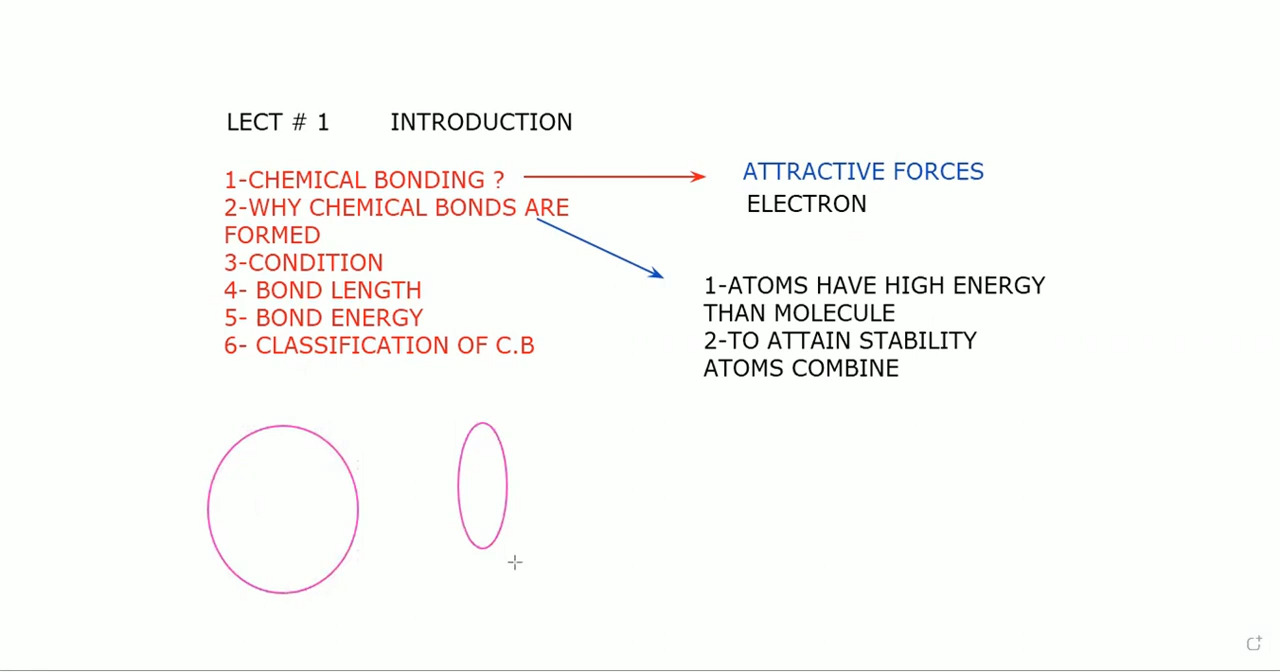 LECT # 1 INTRODUCTION
1-CHEMICAL BONDING ?
2-WHY CHEMICAL BONDS ARE
FORMED
3-CONDITION
4- BOND LENGTH
5- BOND ENERGY
6- CLASSIFICATION OF C.B
ATTRACTIVE FORCES
ELECTRON
1-ATOMS HAVE HIGH ENERGY
THAN MOLECULE
2-TO ATTAIN STABILITY
ATOMS COMBINE